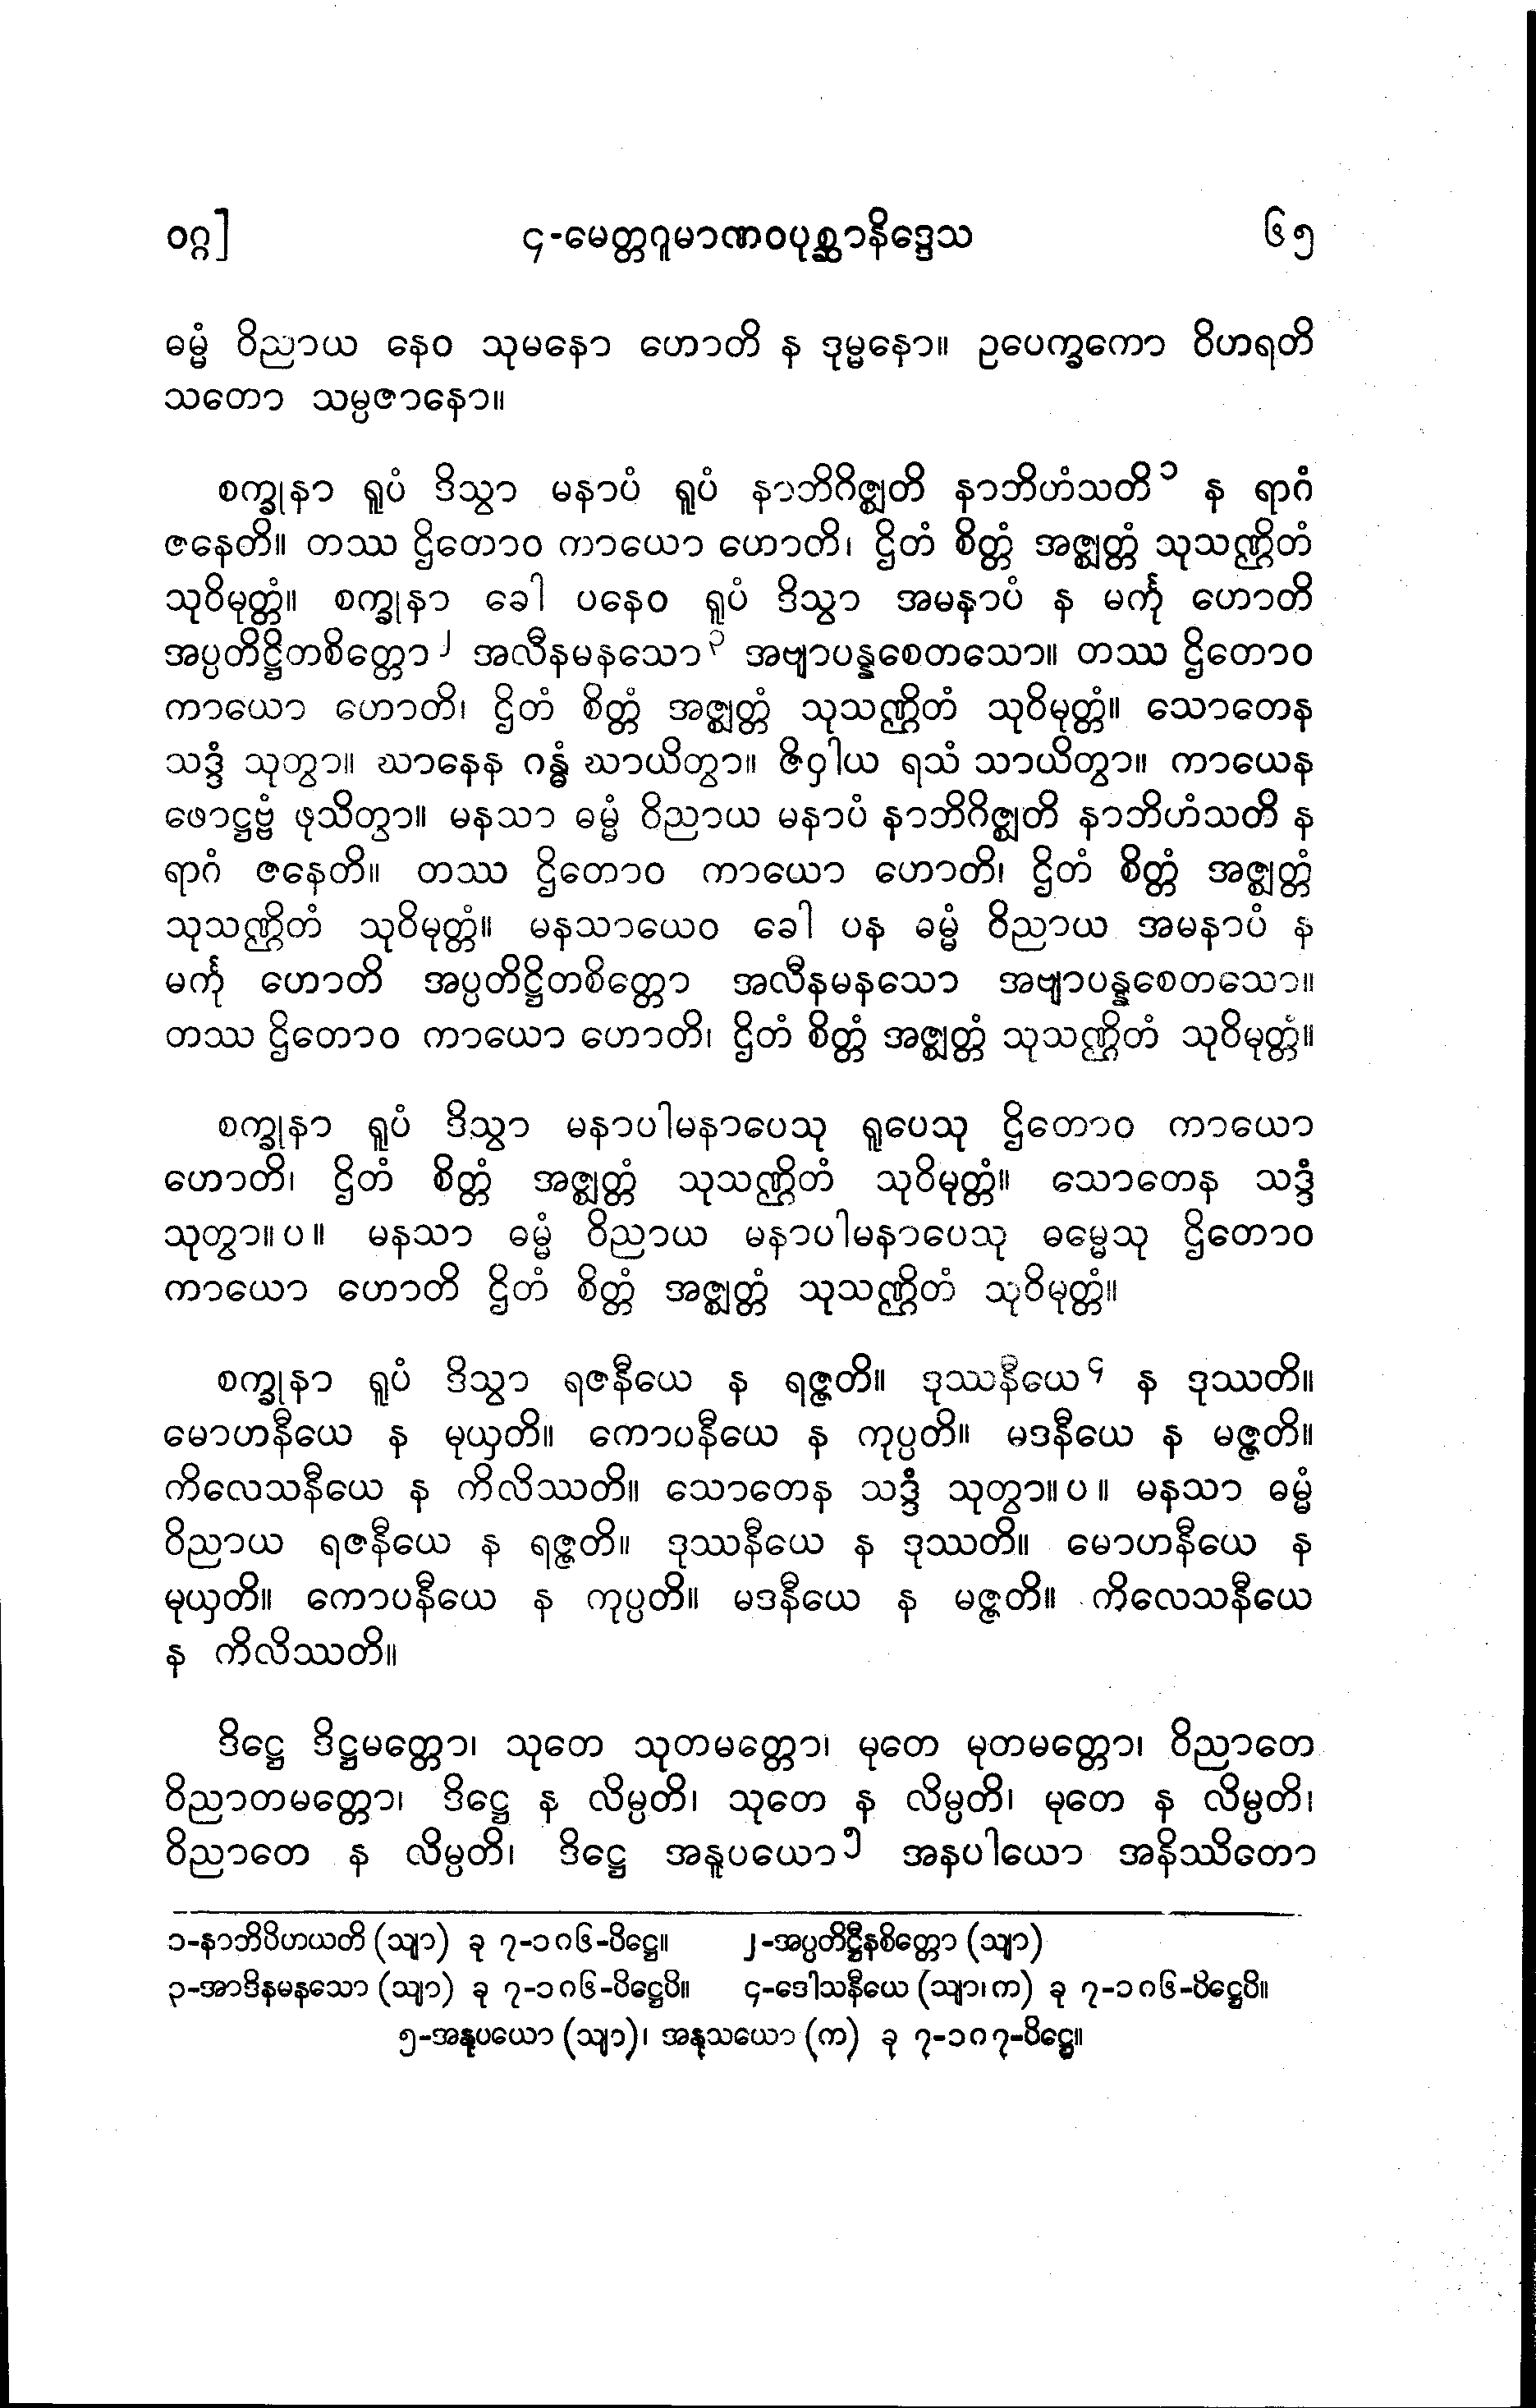 ဝဂ္ဂ]
၄-မေတ္တဂူမာဏဝပုစ္ဆာနိဒ္ဒေသ
၆၅
ဓမ္မံ ဝိညာယ နေဝ သုမနော ဟောတိ န ဒုမ္မနော။ ဥပေက္ခကော ဝိဟရတိ
သတော သမ္ပဇာနော။
စက္ခုနာ ရူပံ ဒိသွာ မနာပံ ရူပံ နာဘိဂိဇ္ဈတိ နာဘိဟံသတိ၁ န ရာဂံ
ဇနေတိ။ တဿ ဌိတောဝ ကာယော ဟောတိ၊ ဌိတံ စိတ္တံ အဇ္ဈတ္တံ သုသဏ္ဌိတံ
သုဝိမုတ္တံ။ စက္ခုနာ ခေါ ပနေဝ ရူပံ ဒိသွာ အမနာပံ န မင်္ကု ဟောတိ
အပ္ပတိဋ္ဌိတစိတ္တော၂ အလီနမနသော၃ အဗျာပန္နစေတသော။ တဿ ဌိတောဝ
ကာယော ဟောတိ၊ ဌိတံ စိတ္တံ အဇ္ဈတ္တံ သုသဏ္ဌိတံ သုဝိမုတ္တံ။ သောတေန
သဒ္ဒံ သုတွာ။ ဃာနေန ဂန္ဓံ ဃာယိတွာ။ ဇိဝှါယ ရသံ သာယိတွာ။ ကာယေန
ဖောဋ္ဌဗ္ဗံ ဖုသိတွာ။ မနသာ ဓမ္မံ ဝိညာယ မနာပံ နာဘိဂိဇ္ဈတိ နာဘိဟံသတိ န
ရာဂံ ဇနေတိ။ တဿ ဌိတောဝ ကာယော ဟောတိ၊ ဌိတံ စိတ္တံ အဇ္ဈတ္တံ
သုသဏ္ဌိတံ သုဝိမုတ္တံ။ မနသာယေဝ ခေါ ပန ဓမ္မံ ဝိညာယ အမနာပံ န
မင်္ကု ဟောတိ အပ္ပတိဋ္ဌိတစိတ္တော အလီနမနသော အဗျာပန္နစေတသော။
တဿ ဌိတောဝ ကာယော ဟောတိ၊ ဌိတံ စိတ္တံ အဇ္ဈတ္တံ သုသဏ္ဌိတံ သုဝိမုတ္တံ။
စက္ခုနာ ရူပံ ဒိသွာ မနာပါမနာပေသု ရူပေသု ဌိတောဝ ကာယော
ဟောတိ၊ ဌိတံ စိတ္တံ အဇ္ဈတ္တံ သုသဏ္ဌိတံ သုဝိမုတ္တံ။ သောတေန သဒ္ဒံ
သုတွာ။ပ။ မနသာ ဓမ္မံ ဝိညာယ မနာပါမနာပေသု ဓမ္မေသု ဌိတောဝ
ကာယော ဟောတိ ဌိတံ စိတ္တံ အဇ္ဈတ္တံ သုသဏ္ဌိတံ သုဝိမုတ္တံ။
စက္ခုနာ ရူပံ ဒိသွာ ရဇနီယေ န ရဇ္ဇတိ။ ဒုဿနီယေ၄ န ဒုဿတိ။
မောဟနီယေ န မုယှတိ။ ကောပနီယေ န ကုပ္ပတိ။ မဒနီယေ န မဇ္ဇတိ။
ကိလေသနီယေ န ကိလိဿတိ။ သောတေန သဒ္ဒံ သုတွာ။ပ။ မနသာ ဓမ္မံ
ဝိညာယ ရဇနီယေ န ရဇ္ဇတိ။ ဒုဿနီယေ န ဒုဿတိ။ မောဟနီယေ န
မုယှတိ။ ကောပနီယေ န ကုပ္ပတိ။ မဒနီယေ န မဇ္ဇတိ။ ကိလေသနီယေ
န ကိလိဿတိ။
ဒိဋ္ဌေ ဒိဋ္ဌမတ္တော၊ သုတေ သုတမတ္တော၊ မုတေ မုတမတ္တော၊ ဝိညာတေ
ဝိညာတမတ္တော၊ ဒိဋ္ဌေ န လိမ္ပတိ၊ သုတေ န လိမ္ပတိ၊ မုတေ န လိမ္ပတိ၊
ဝိညာတေ န လိမ္ပတိ၊ ဒိဋ္ဌေ အနူပယော၅ အနပါယော အနိဿိတော
၁-နာဘိပိဟယတိ (သျာ) ခု ၇-၁၈၆-ပိဋ္ဌေ။ ၂-အပ္ပတိဋ္ဌီနစိတ္တော (သျာ)
၃-အာဒိနမနသော (သျာ) ခု ၇-၁၈၆-ပိဋ္ဌေပိ။ ၄-ဒေါသနီယေ (သျာ၊က) ခု ၇-၁၈၆-ပိဋ္ဌေပိ။
၅-အနုပယော (သျာ)၊ အနုသယော (က) ခု ၇-၁၈၇-ပိဋ္ဌေ။